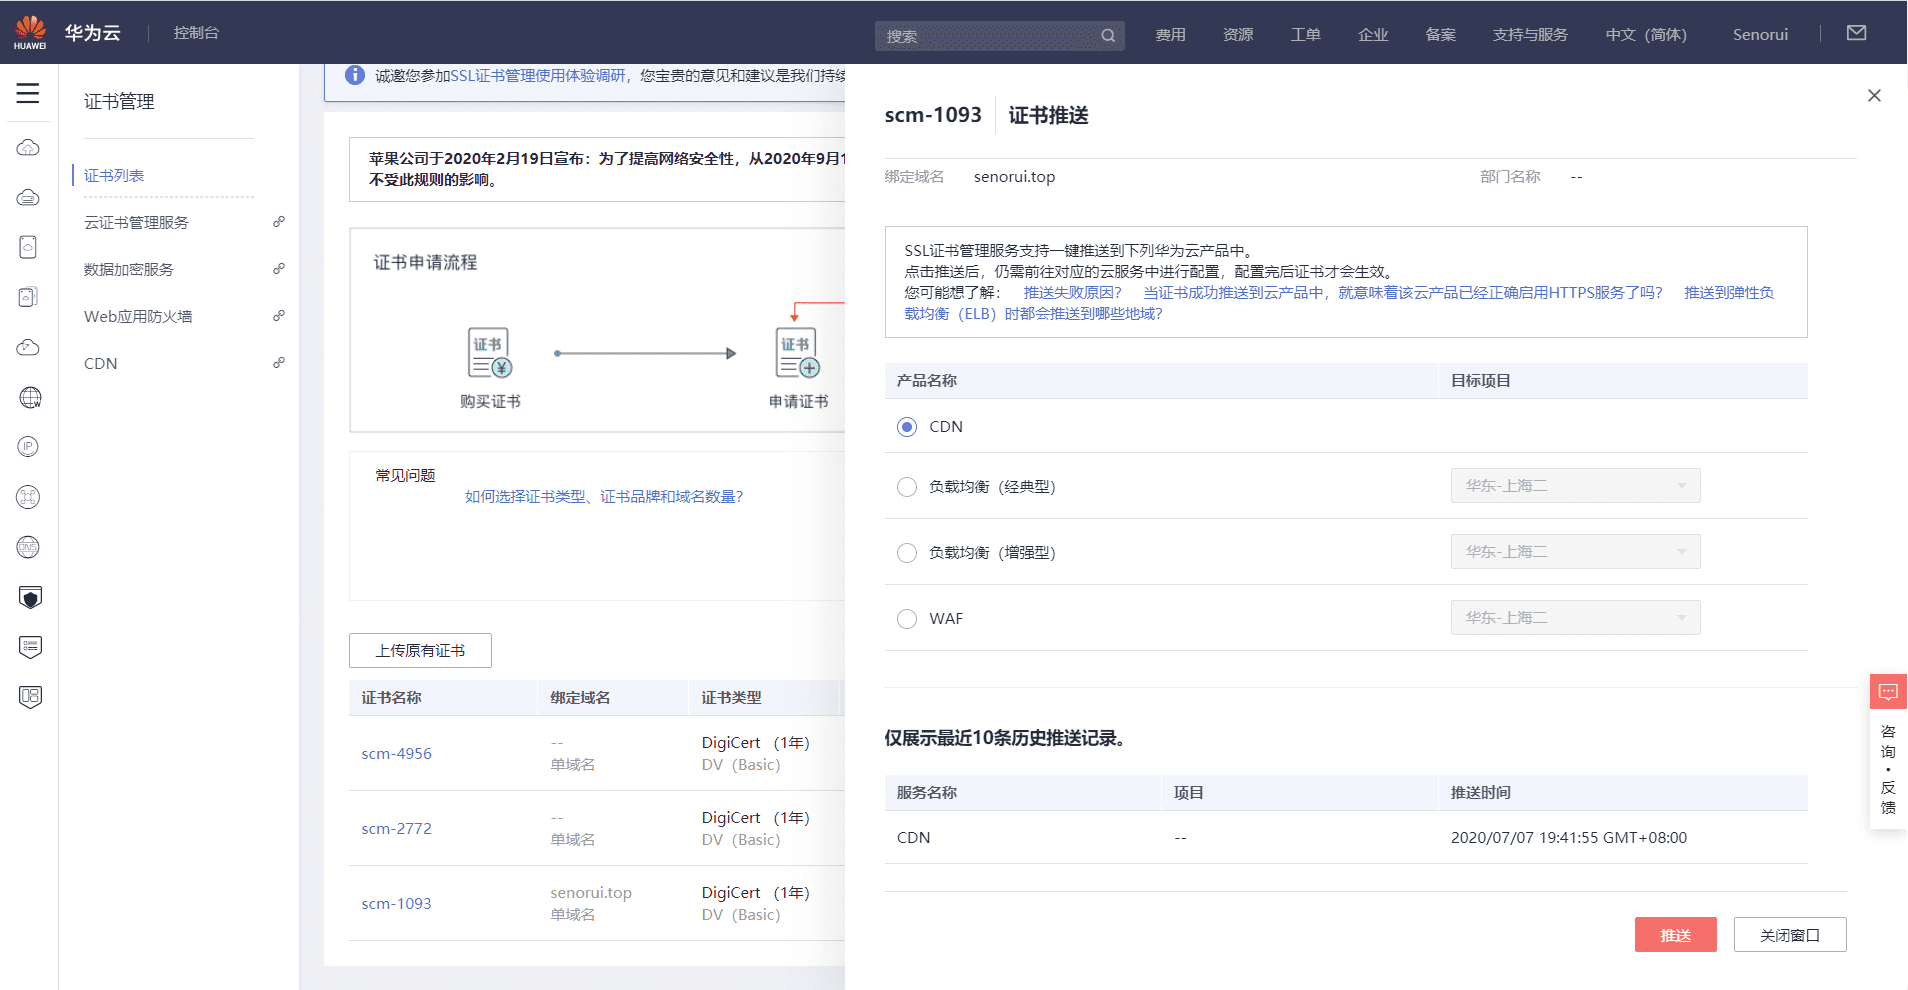 HUAWEI
华为云
控制台
搜索
费用
资源
工单
企业
备案
支持与服务
中文（简体）
Senorui
证书管理
证书列表
云证书管理服务
数据加密服务
Web应用防火墙
CDN
IP
DNS
诚邀您参加SSL证书管理使用体验调研，您宝贵的意见和建议是我们持续
苹果公司于2020年2月19日宣布：为了提高网络安全性，从2020年9月1
不受此规则的影响。
证书申请流程
证书
购买证书
证书
申请证书
常见问题
如何选择证书类型、证书品牌和域名数量？
上传原有证书
证书名称
绑定域名
证书类型
scm-4956
--
单域名
DigiCert （1年）
DV（Basic）
scm-2772
--
单域名
DigiCert （1年）
DV（Basic）
scm-1093
senorui.top
单域名
DigiCert （1年）
DV（Basic）
scm-1093
证书推送
绑定域名
senorui.top
部门名称
--
SSL证书管理服务支持一键推送到下列华为云产品中。
点击推送后，仍需前往对应的云服务中进行配置，配置完后证书才会生效。
您可能想了解： 推送失败原因？ 当证书成功推送到云产品中，就意味着该云产品已经正确启用HTTPS服务了吗？ 推送到弹性负
载均衡（ELB）时都会推送到哪些地域？
产品名称
目标项目
CDN
负载均衡（经典型）
华东-上海二
负载均衡（增强型）
华东-上海二
WAF
华东-上海二
仅展示最近10条历史推送记录。
服务名称
项目
推送时间
CDN
--
2020/07/07 19:41:55 GMT+08:00
推送
关闭窗口
咨询·反馈